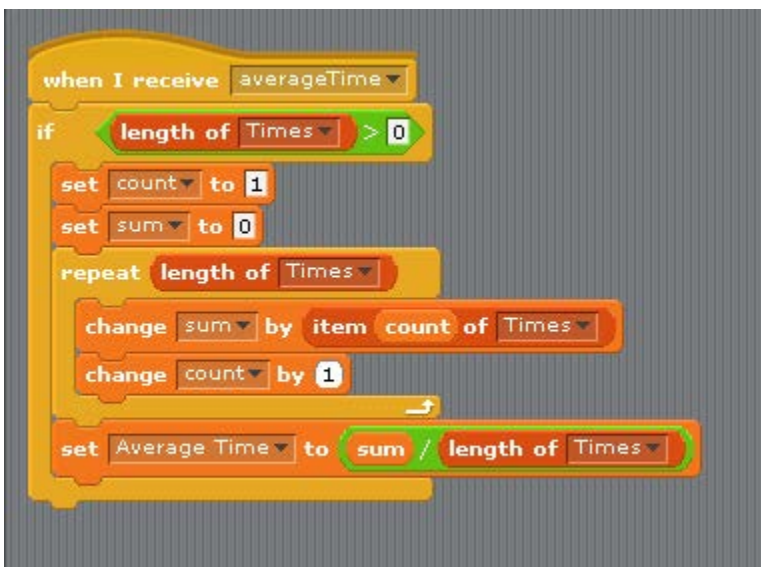 when I receive averageTime
if length of Times > 0
set count to 1
set sum to 0
repeat length of Times
change sum by item count of Times
change count by 1
set Average Time to sum / length of Times